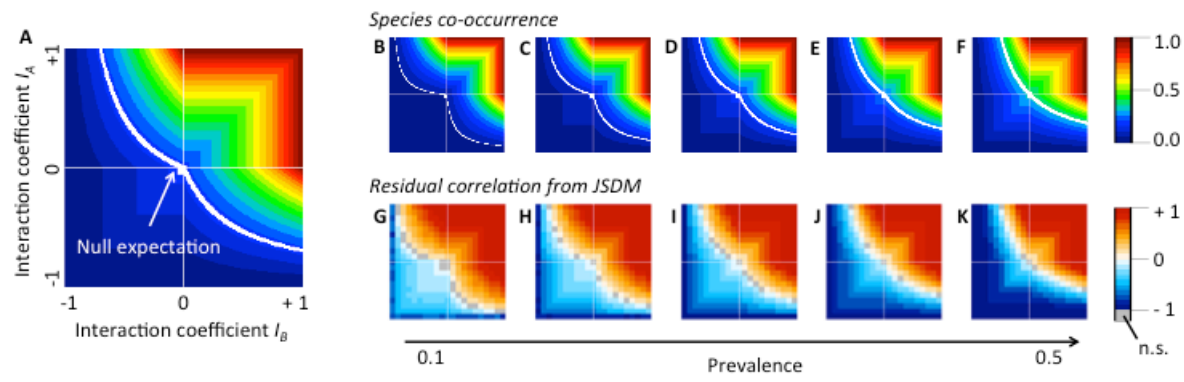 Species co-occurrence
A
B
C
D
E
F
+1
0
-1
Interaction coefficient I_A
Null expectation
-1
0
+ 1
Interaction coefficient I_B
1.0
0.5
0.0
Residual correlation from JSDM
G
H
I
J
K
+ 1
0
- 1
n.s.
0.1
Prevalence
0.5